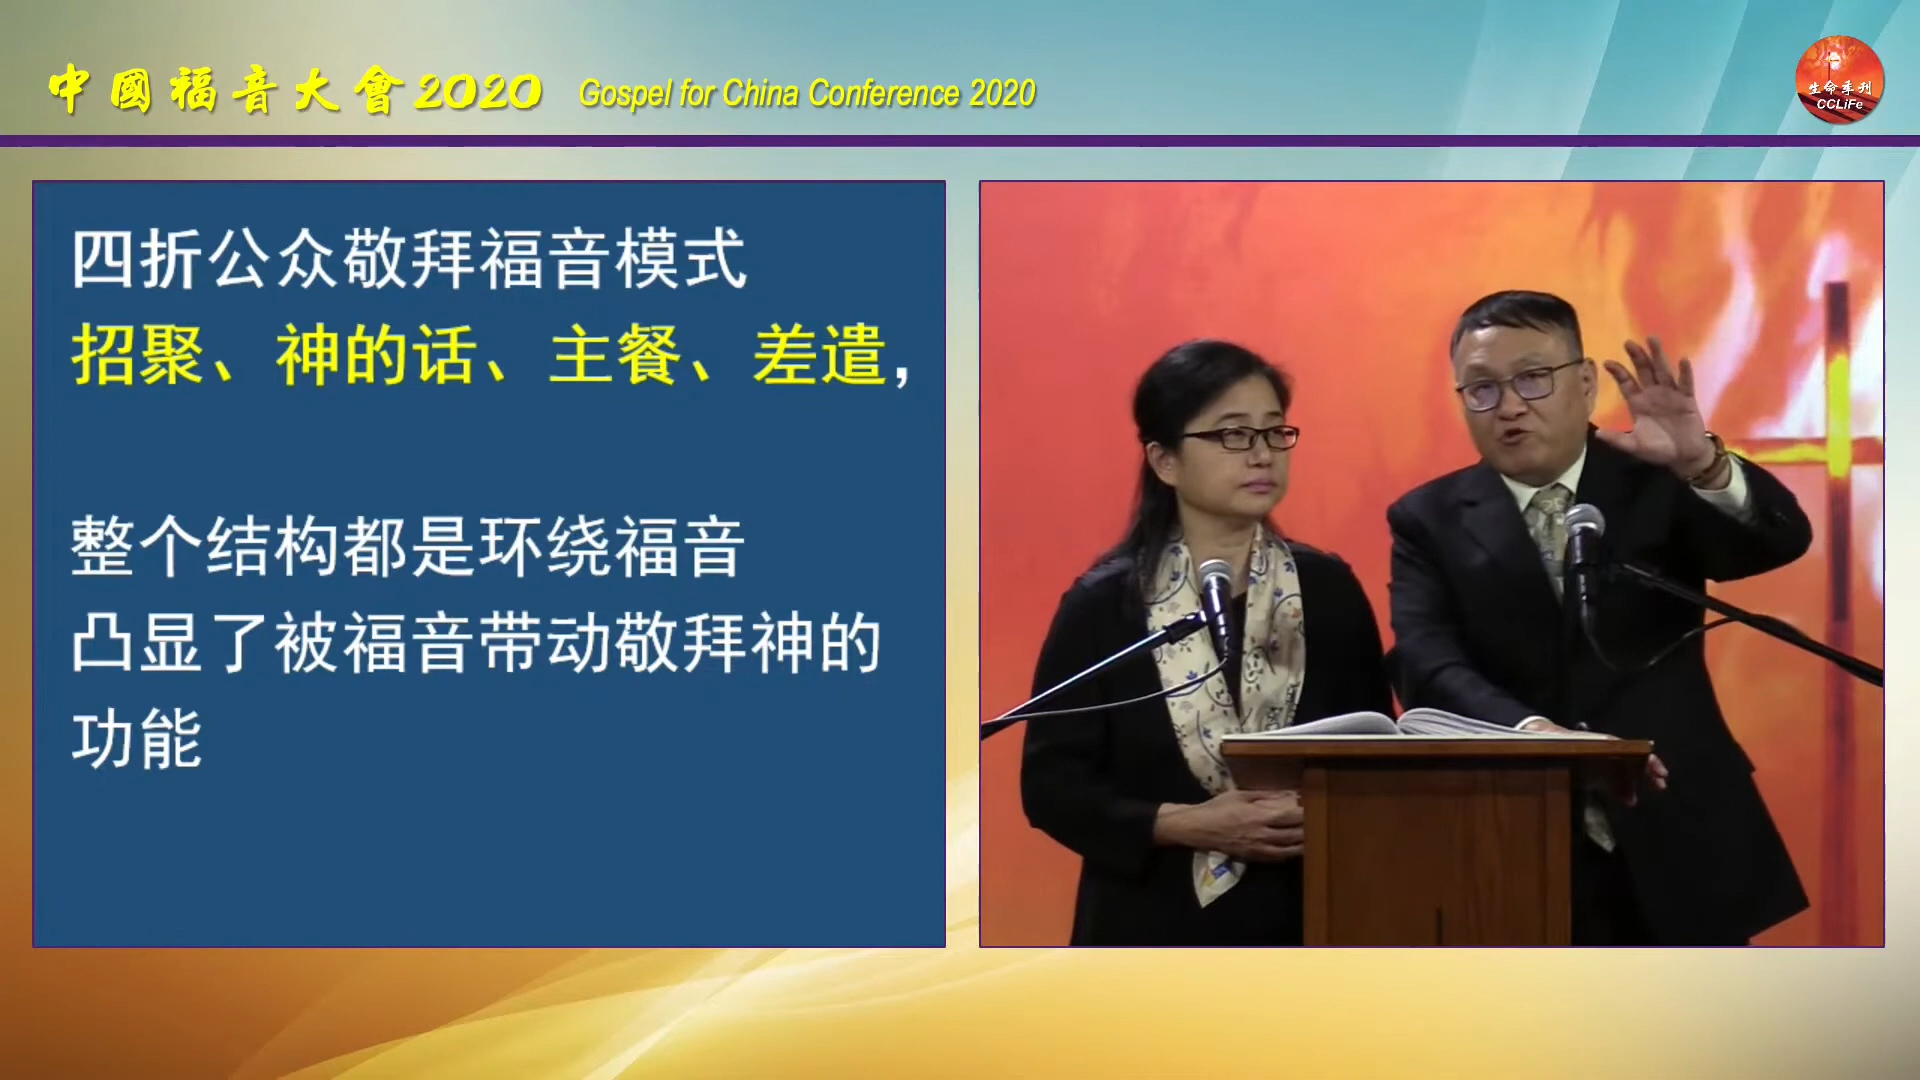 中國福音大會2020 Gospel for China Conference 2020
生命季刊
CCLiFe
四折公众敬拜福音模式
招聚、神的话、主餐、差遣，
整个结构都是环绕福音
凸显了被福音带动敬拜神的
功能